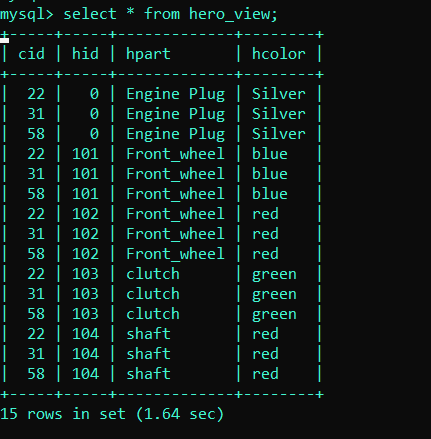 mysql> select * from hero_view;
+-----+-----+--------------+--------+
| cid | hid | hpart       | hcolor |
+-----+-----+-------------+--------+
|  22 |   0 | Engine Plug | Silver |
|  31 |   0 | Engine Plug | Silver |
|  58 |   0 | Engine Plug | Silver |
|  22 | 101 | Front_wheel | blue   |
|  31 | 101 | Front_wheel | blue   |
|  58 | 101 | Front_wheel | blue   |
|  22 | 102 | Front_wheel | red    |
|  31 | 102 | Front_wheel | red    |
|  58 | 102 | Front_wheel | red    |
|  22 | 103 | clutch      | green  |
|  31 | 103 | clutch      | green  |
|  58 | 103 | clutch      | green  |
|  22 | 104 | shaft       | red    |
|  31 | 104 | shaft       | red    |
|  58 | 104 | shaft       | red    |
+-----+-----+-------------+--------+
15 rows in set (1.64 sec)